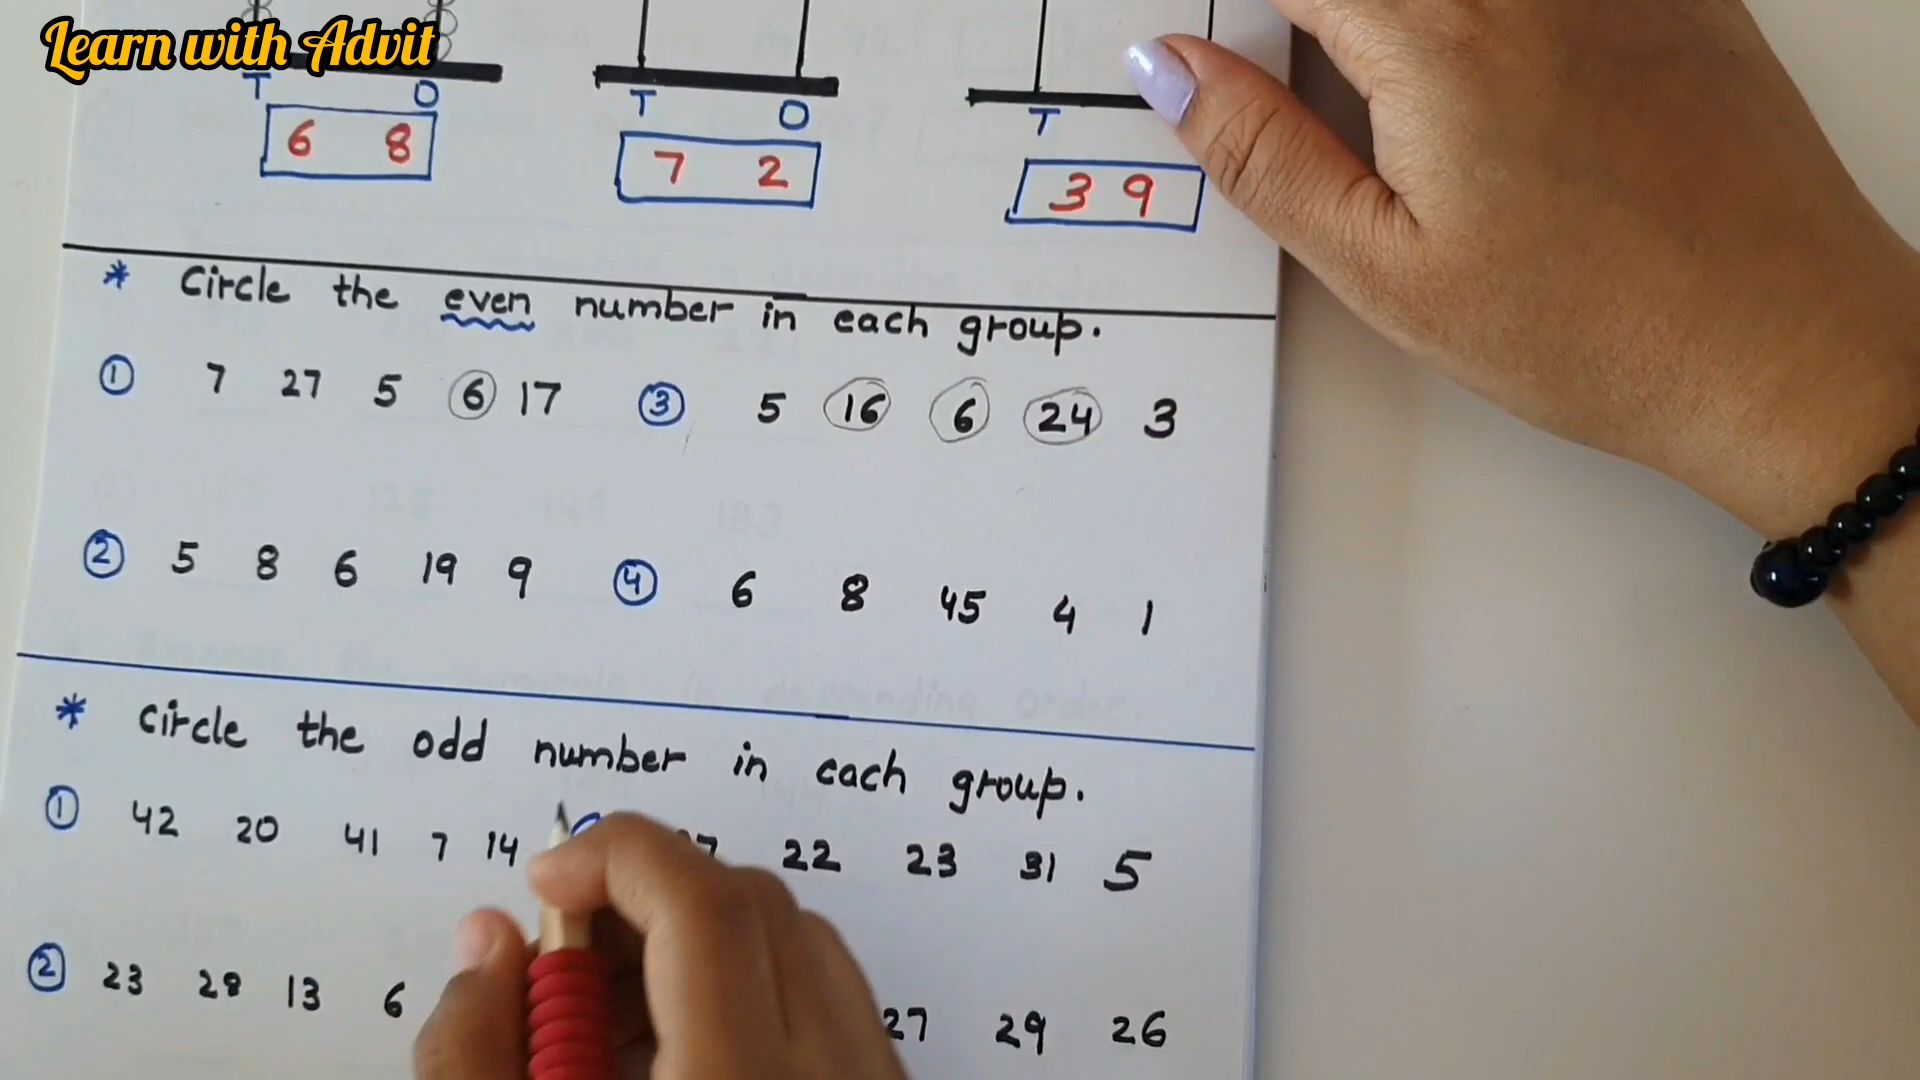 Learn with Advit
T O T O T
6 8 7 2 3 9
* Circle the even number in each group.
① 7 27 5 6 17 ③ 5 16 6 24 3
② 5 8 6 19 9 ④ 6 8 45 4 1
* Circle the odd number in each group.
① 42 20 41 7 14 22 23 31 5
② 23 28 13 6 27 29 26